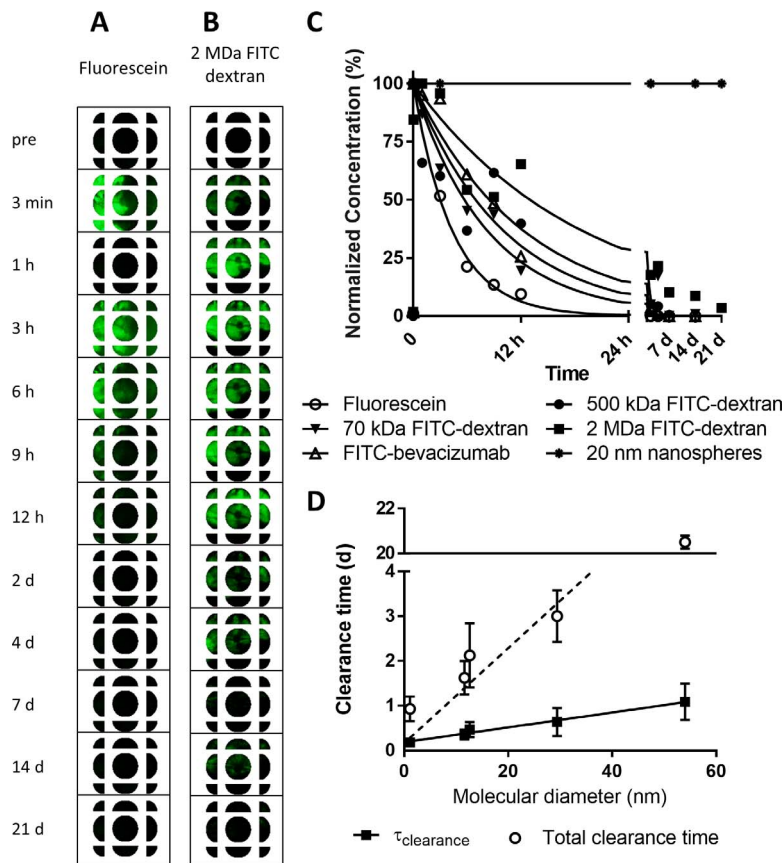 A
Fluorescein
B
2 MDa FITC
dextran
pre
3 min
1 h
3 h
6 h
9 h
12 h
2 d
4 d
7 d
14 d
21 d
C
Normalized Concentration (%)
100
75
50
25
0
0
12 h
24 h
7 d
14 d
21 d
Time
Fluorescein
70 kDa FITC-dextran
FITC-bevacizumab
500 kDa FITC-dextran
2 MDa FITC-dextran
20 nm nanospheres
D
Clearance time (d)
22
20
4
3
2
1
0
0
20
40
60
Molecular diameter (nm)
τclearance
Total clearance time